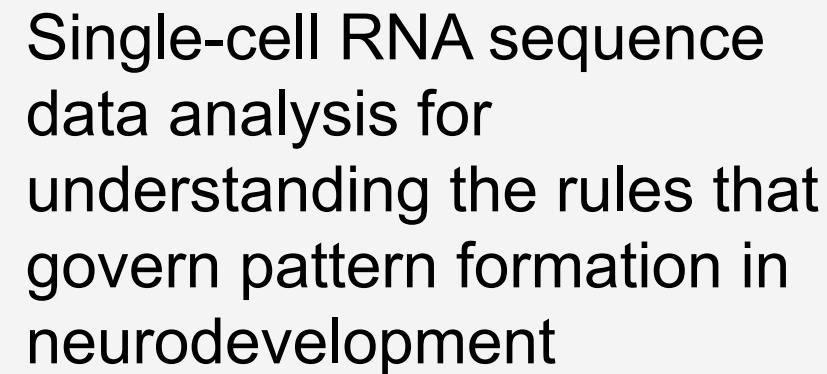 Single-cell RNA sequence
data analysis for
understanding the rules that
govern pattern formation in
neurodevelopment